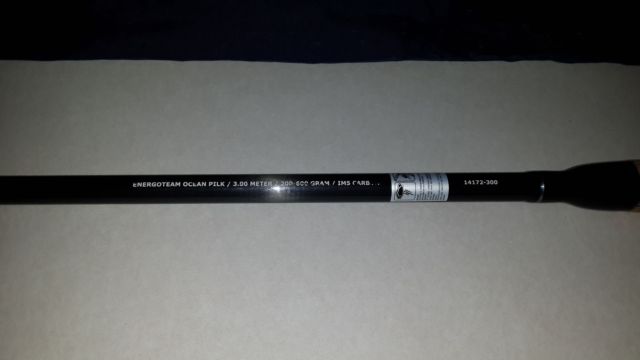 ENERGOTEAM OCEAN PILK / 3.00 METER / 200-600 GRAM / IM5 CARB...
14172-300